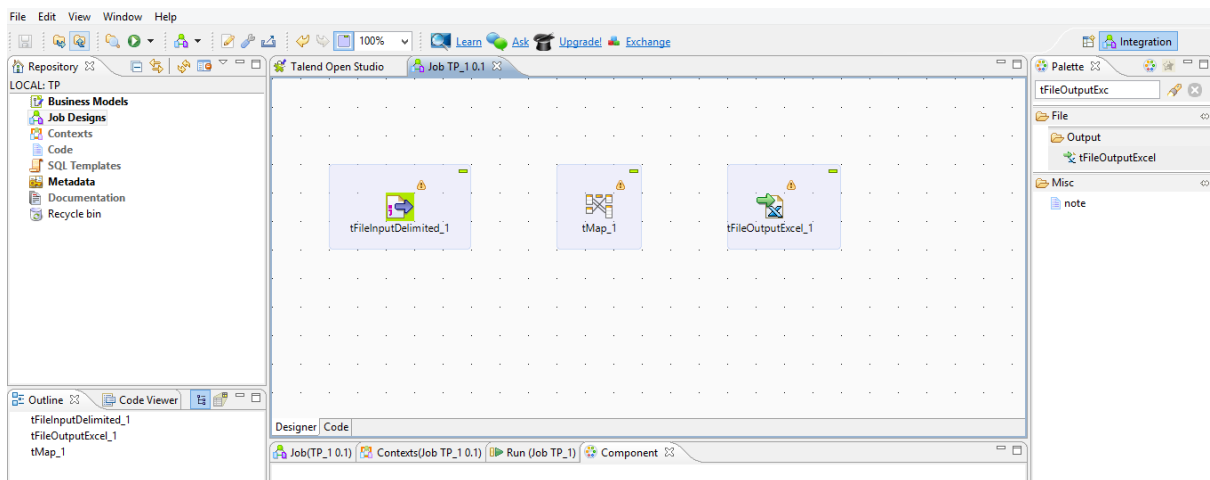 File Edit View Window Help
100% Learn Ask Upgrade! Exchange Integration
Repository
LOCAL: TP
Business Models
Job Designs
Contexts
Code
SQL Templates
Metadata
Documentation
Recycle bin
Talend Open Studio Job TP_1 0.1
tFileInputDelimited_1 tMap_1 tFileOutputExcel_1
Designer Code
Palette
tFileOutputExc
File
Output
tFileOutputExcel
Misc
note
Outline Code Viewer
tFileInputDelimited_1
tFileOutputExcel_1
tMap_1
Job(TP_1 0.1) Contexts(Job TP_1 0.1) Run (Job TP_1) Component